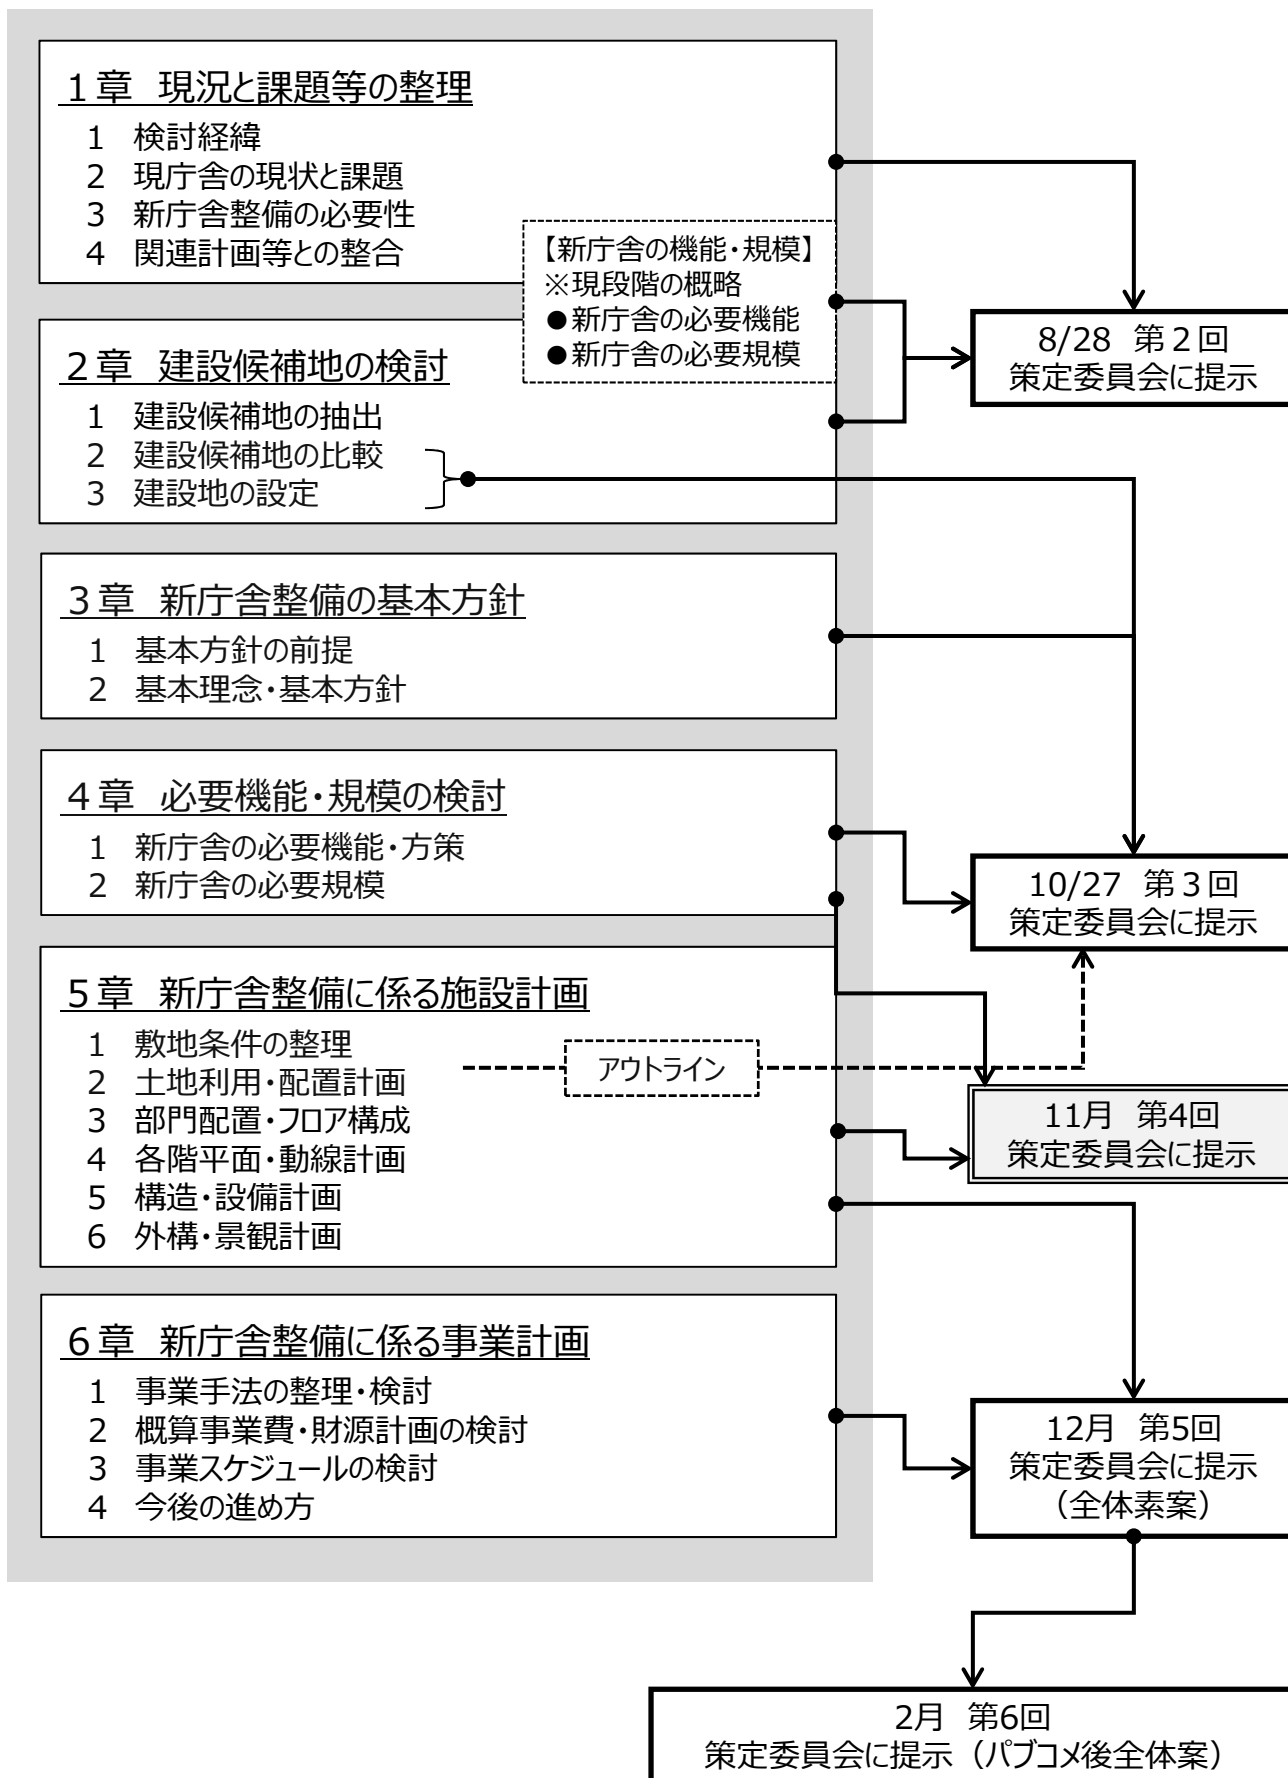 １章　現況と課題等の整理
1　検討経緯
2　現庁舎の現状と課題
3　新庁舎整備の必要性
4　関連計画等との整合
【新庁舎の機能・規模】
※現段階の概略
●新庁舎の必要機能
●新庁舎の必要規模
8/28　第２回
策定委員会に提示
２章　建設候補地の検討
1　建設候補地の抽出
2　建設候補地の比較
3　建設地の設定
３章　新庁舎整備の基本方針
1　基本方針の前提
2　基本理念・基本方針
４章　必要機能・規模の検討
1　新庁舎の必要機能・方策
2　新庁舎の必要規模
10/27　第３回
策定委員会に提示
５章　新庁舎整備に係る施設計画
1　敷地条件の整理
2　土地利用・配置計画
3　部門配置・フロア構成
4　各階平面・動線計画
5　構造・設備計画
6　外構・景観計画
アウトライン
11月　第4回
策定委員会に提示
６章　新庁舎整備に係る事業計画
1　事業手法の整理・検討
2　概算事業費・財源計画の検討
3　事業スケジュールの検討
4　今後の進め方
12月　第5回
策定委員会に提示
（全体素案）
2月　第6回
策定委員会に提示（パブコメ後全体案）